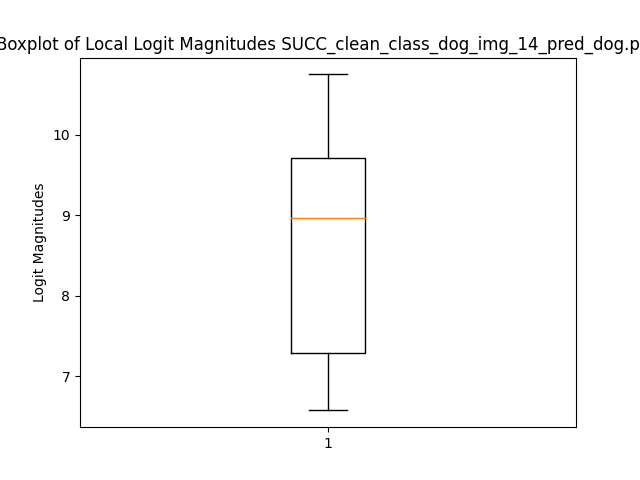 Boxplot of Local Logit Magnitudes SUCC_clean_class_dog_img_14_pred_dog.p
10
9
8
7
Logit Magnitudes
1